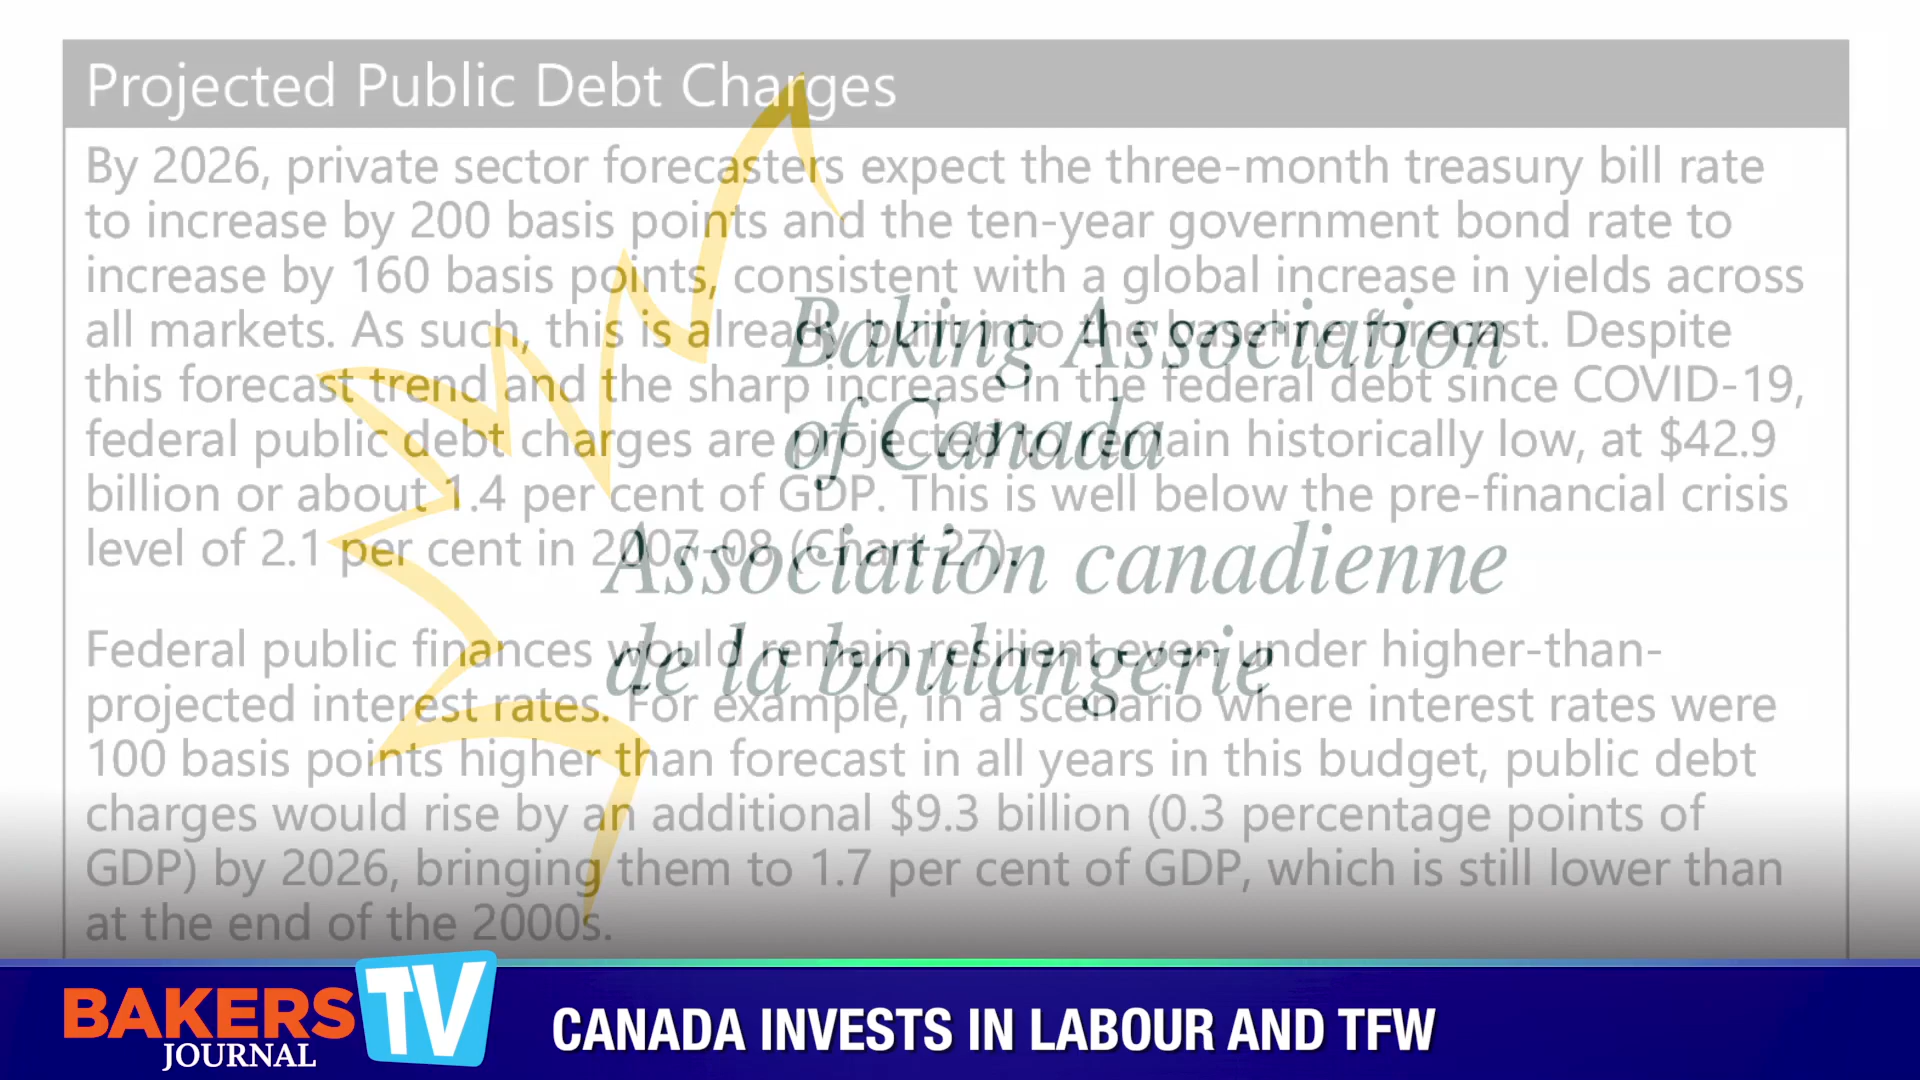 Projected Public Debt Charges
By 2026, private sector forecasters expect the three-month treasury bill rate
to increase by 200 basis points and the ten-year government bond rate to
increase by 160 basis points, consistent with a global increase in yields across
all markets. As such, this is already built into the baseline forecast. Despite
this forecast trend and the sharp increase in the federal debt since COVID-19,
federal public debt charges are projected to remain historically low, at $42.9
billion or about 1.4 per cent of GDP. This is well below the pre-financial crisis
level of 2.1 per cent in 2007-08 (Chart 27).
Federal public finances would remain resilient even under higher-than-
projected interest rates. For example, in a scenario where interest rates were
100 basis points higher than forecast in all years in this budget, public debt
charges would rise by an additional $9.3 billion (0.3 percentage points of
GDP) by 2026, bringing them to 1.7 per cent of GDP, which is still lower than
at the end of the 2000s.
Baking Association
of Canada
Association canadienne
de la boulangerie
BAKERS TV
JOURNAL
CANADA INVESTS IN LABOUR AND TFW